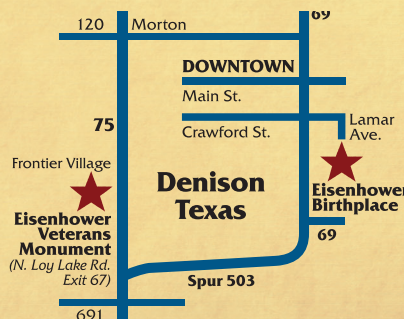 69
120 Morton
DOWNTOWN
Main St.
75
Crawford St.
Lamar
Ave.
Frontier Village
Denison
Texas
Eisenhower
Birthplace
Eisenhower
Veterans
Monument
(N. Loy Lake Rd.
Exit 67)
69
Spur 503
691